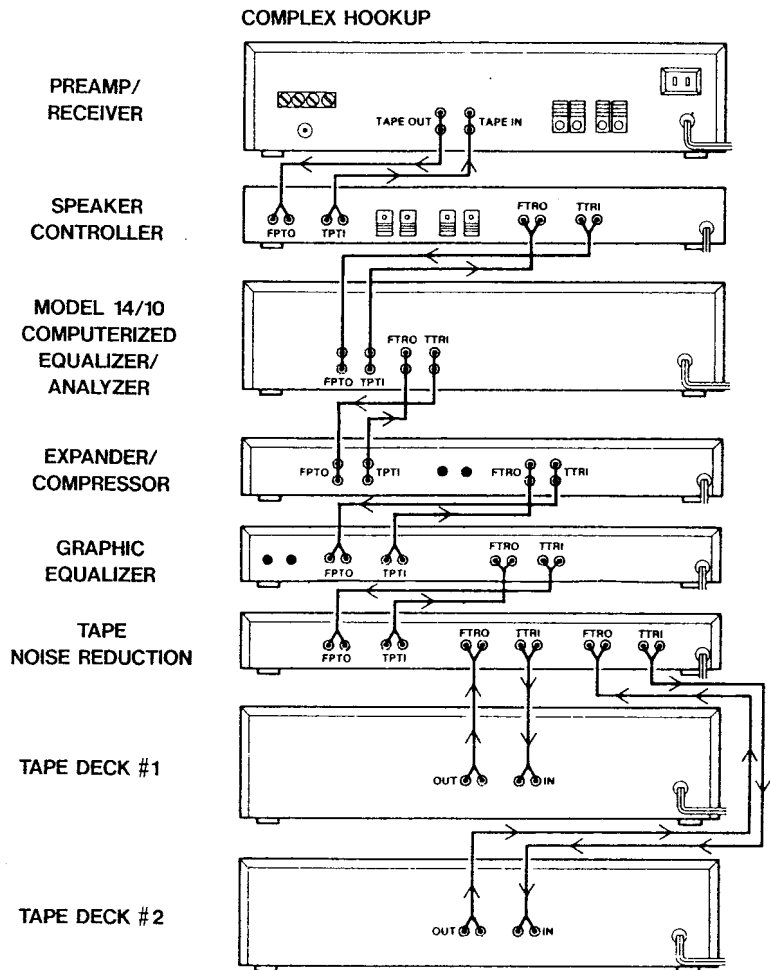 COMPLEX HOOKUP
PREAMP/
RECEIVER
TAPE OUT TAPE IN
SPEAKER
CONTROLLER
FPTO TPTI FTRO TTRI
MODEL 14/10
COMPUTERIZED
EQUALIZER/
ANALYZER
FTRO TTRI
FPTO TPTI
EXPANDER/
COMPRESSOR
FPTO TPTI FTRO TTRI
GRAPHIC
EQUALIZER
FPTO TPTI FTRO TTRI
TAPE
NOISE REDUCTION
FPTO TPTI FTRO TTRI FTRO TTRI
TAPE DECK #1
OUT IN
TAPE DECK #2
OUT IN